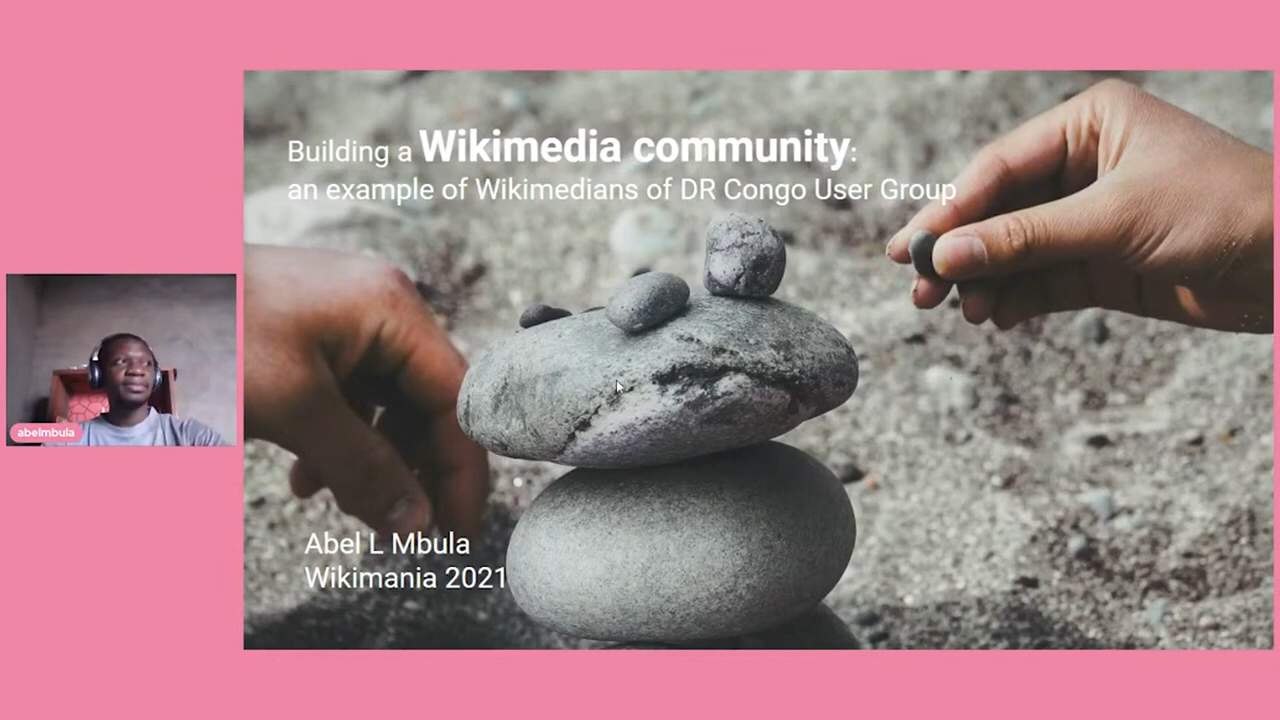 Building a Wikimedia community:
an example of Wikimedians of DR Congo User Group
abelmbula
Abel L Mbula
Wikimania 2021